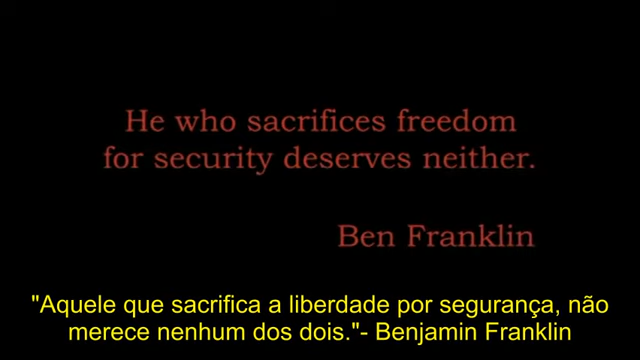 He who sacrifices freedom
for security deserves neither.
Ben Franklin
"Aquele que sacrifica a liberdade por segurança, não
merece nenhum dos dois."- Benjamin Franklin